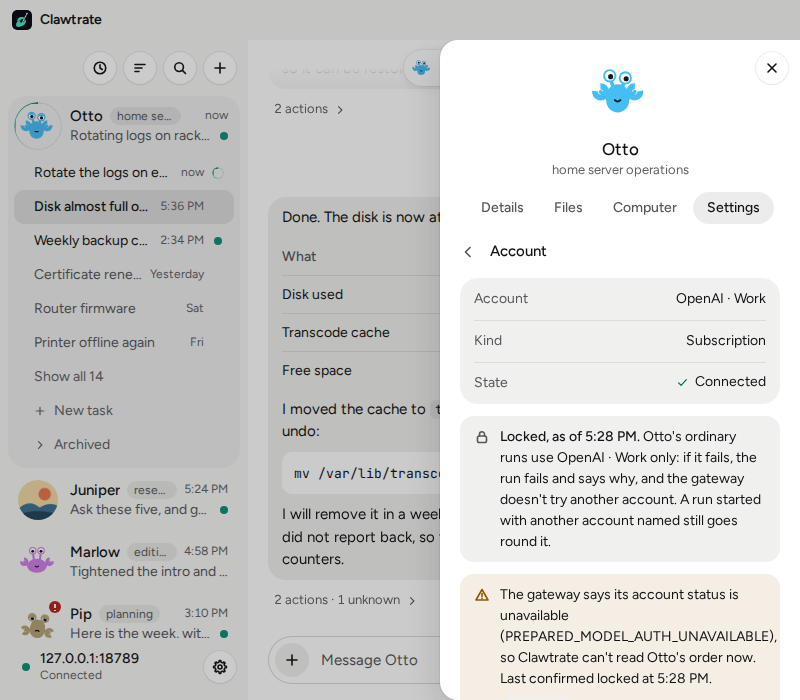 Clawtrate
Otto home se... now
Rotating logs on rack...
Rotate the logs on e... now
Disk almost full o... 5:36 PM
Weekly backup c... 2:34 PM
Certificate rene... Yesterday
Router firmware Sat
Printer offline again Fri
Show all 14
+ New task
Archived
Juniper rese... 5:24 PM
Ask these five, and g...
Marlow editi... 4:58 PM
Tightened the intro and ...
Pip planning 3:10 PM
Here is the week. wit...
127.0.0.1:18789
Connected
2 actions
Done. The disk is now at
What
Disk used
Transcode cache
Free space
I moved the cache to
undo:
mv /var/lib/transc
I will remove it in a wee
did not report back, so
counters.
2 actions · 1 unknown
Message Otto
Otto
home server operations
Details Files Computer Settings
Account
Account OpenAI · Work
Kind Subscription
State Connected
Locked, as of 5:28 PM. Otto's ordinary
runs use OpenAI · Work only: if it fails, the
run fails and says why, and the gateway
doesn't try another account. A run started
with another account named still goes
round it.
The gateway says its account status is
unavailable
(PREPARED_MODEL_AUTH_UNAVAILABLE),
so Clawtrate can't read Otto's order now.
Last confirmed locked at 5:28 PM.